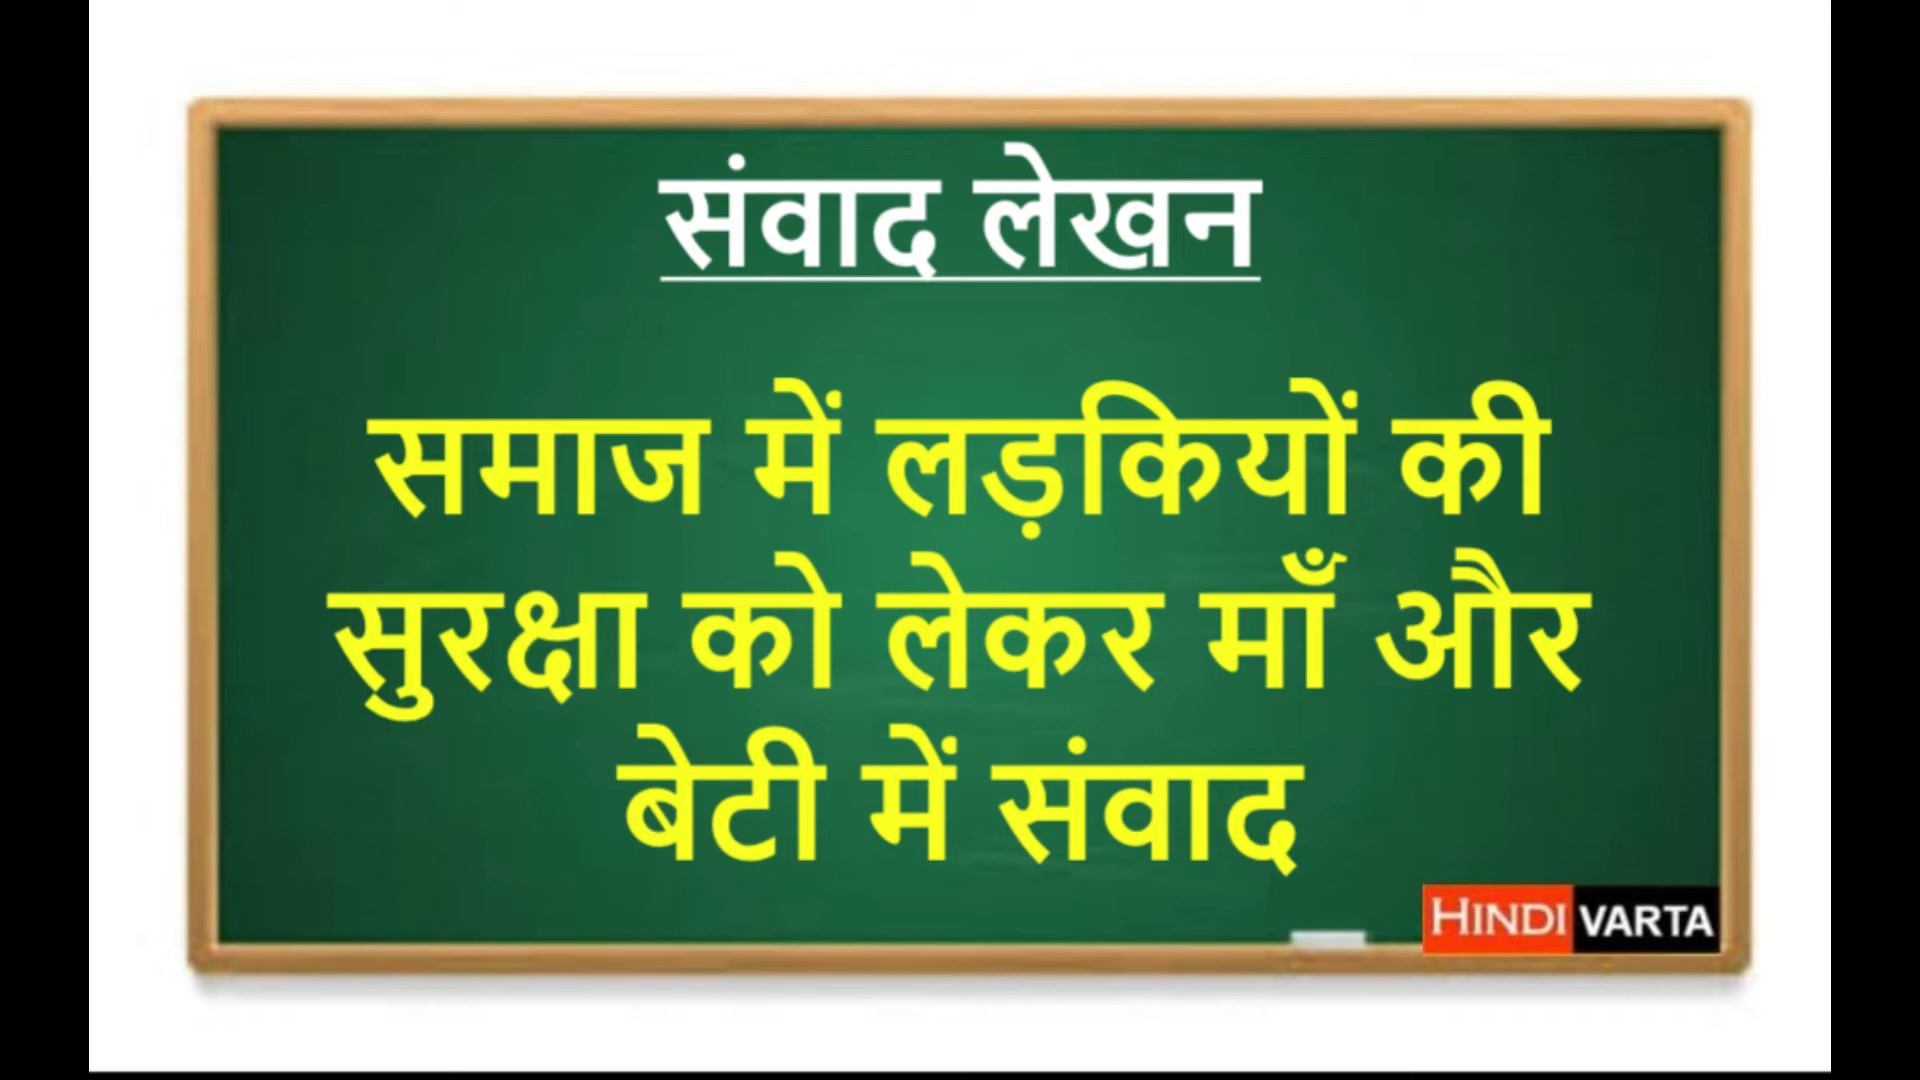 संवाद लेखन
समाज में लड़कियों की
सुरक्षा को लेकर माँ और
बेटी में संवाद
HINDI VARTA